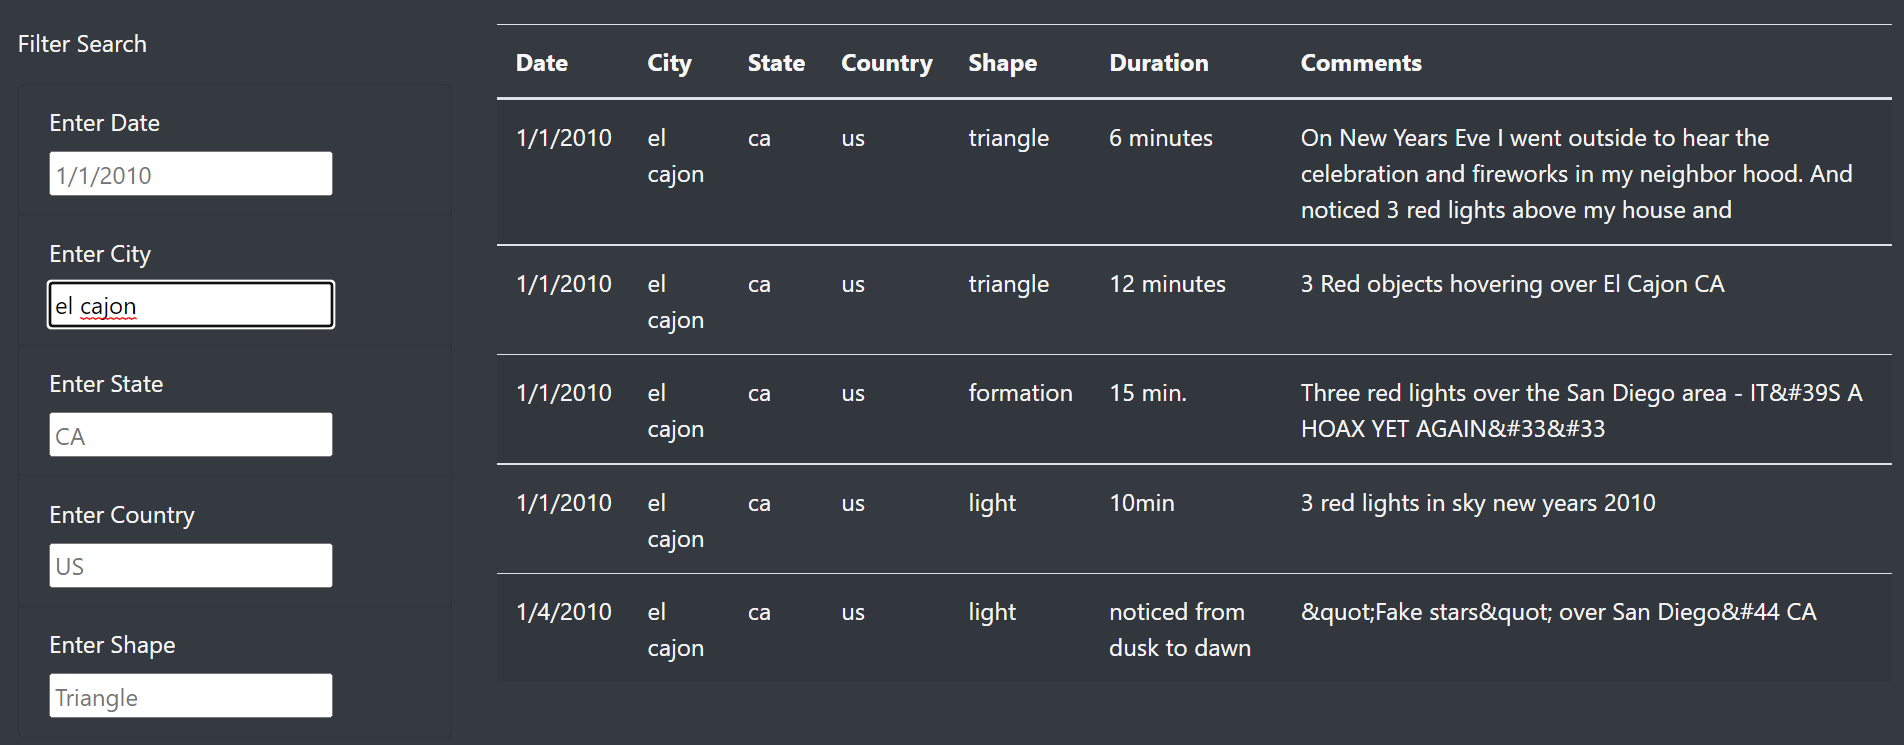 Filter Search
Enter Date
1/1/2010
Enter City
el cajon
Enter State
CA
Enter Country
US
Enter Shape
Triangle
Date City State Country Shape Duration Comments
1/1/2010 el ca us triangle 6 minutes On New Years Eve I went outside to hear the
cajon celebration and fireworks in my neighbor hood. And
noticed 3 red lights above my house and
1/1/2010 el ca us triangle 12 minutes 3 Red objects hovering over El Cajon CA
cajon
1/1/2010 el ca us formation 15 min. Three red lights over the San Diego area - IT&#39S A
cajon HOAX YET AGAIN&#33&#33
1/1/2010 el ca us light 10min 3 red lights in sky new years 2010
cajon
1/4/2010 el ca us light noticed from &quot;Fake stars&quot; over San Diego&#44 CA
cajon dusk to dawn